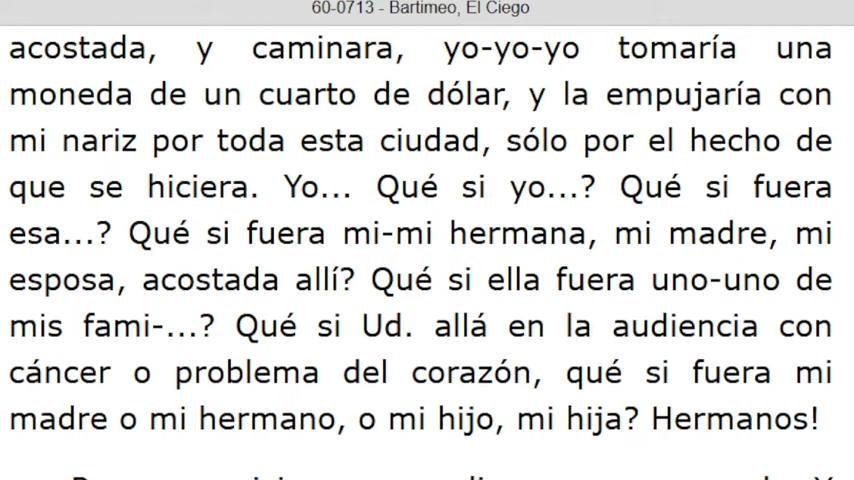 60-0713 - Bartimeo, El Ciego
acostada, y caminara, yo-yo-yo tomaría una
moneda de un cuarto de dólar, y la empujaría con
mi nariz por toda esta ciudad, sólo por el hecho de
que se hiciera. Yo... Qué si yo...? Qué si fuera
esa...? Qué si fuera mi-mi hermana, mi madre, mi
esposa, acostada allí? Qué si ella fuera uno-uno de
mis fami-...? Qué si Ud. allá en la audiencia con
cáncer o problema del corazón, qué si fuera mi
madre o mi hermano, o mi hijo, mi hija? Hermanos!